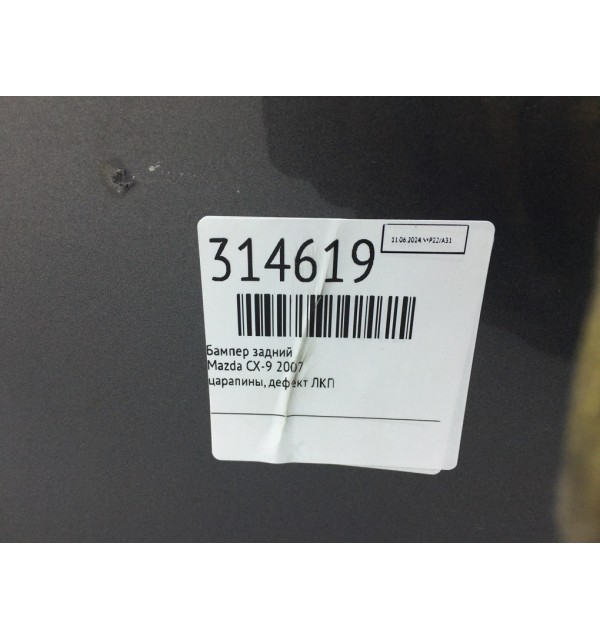 11.06.2024
314619
Бампер задний
Mazda CX-9 2007
царапины, дефект ЛКП